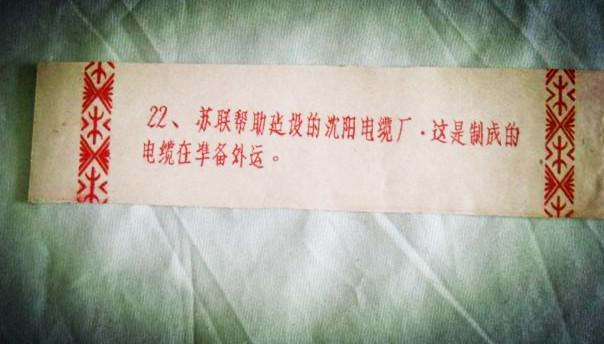 22、苏联帮助建设的沈阳电缆厂·这是制成的
电缆在準备外运。